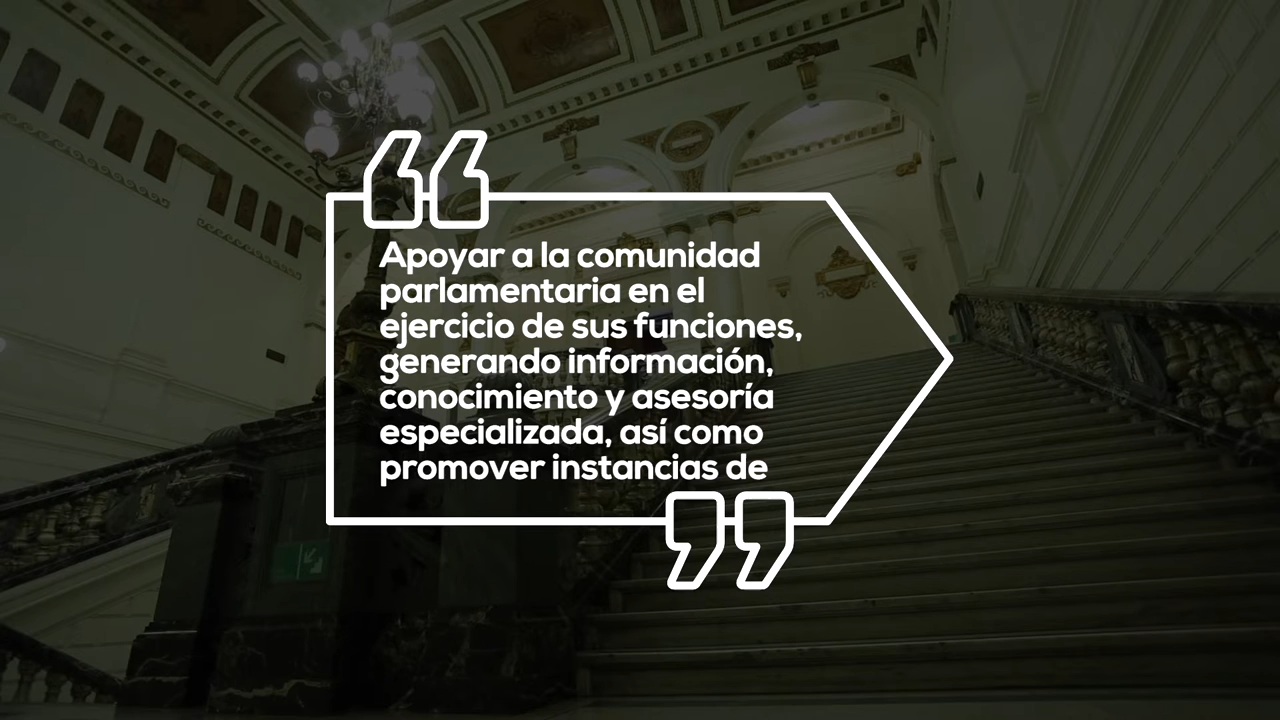 Apoyar a la comunidad
parlamentaria en el
ejercicio de sus funciones,
generando información,
conocimiento y asesoría
especializada, así como
promover instancias de